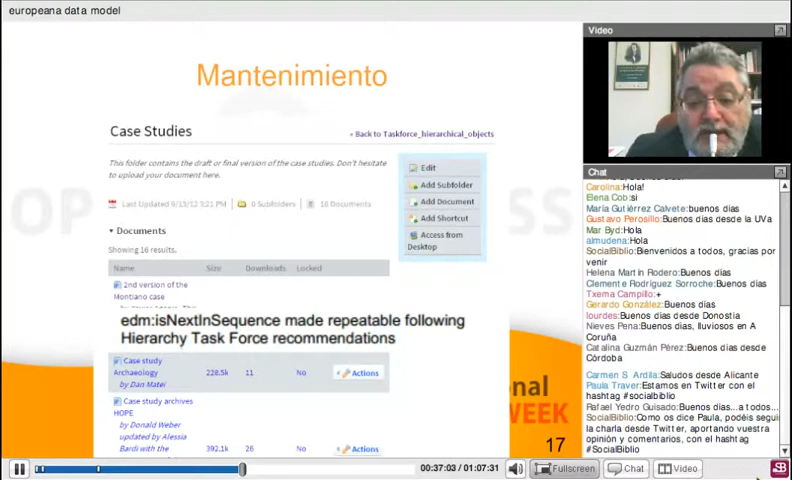 europeana data model
Mantenimiento
Case Studies
Back to Taskforce_hierarchical_objects
This folder contains the draft or final version of the case studies. Don't hesitate
to upload your document here.
Last Updated 9/13/12 3:21 PM
0 Subfolders
16 Documents
Edit
Add Subfolder
Add Document
Add Shortcut
Access from
Desktop
Documents
Showing 16 results.
Name Size Downloads Locked
2nd version of the
Montiano case
edm:isNextInSequence made repeatable following
Hierarchy Task Force recommendations
Case study
Archaeology
by Dan Matei
228.5k 11 No Actions
Case study archives
HOPE
by Donald Weber
updated by Alessia
Bardi with the
392.1k 26 No Actions
OP
ESS
onal
WEEK
17
Video
Chat
Carolina:Hola!
Elena Cob:si
María Gutiérrez Calvete:buenos
días
Gustavo Perosillo:Buenos días desde la UVa
Mar Byd:Hola
almudena:Hola
SocialBiblio:Bienvenidos a todos, gracias por
venir
Helena Martín Rodero:Buenos días
Clemente Rodríguez Sorroche:Buenos días
Txema Campillo:+
Gerardo González:Buenos días
lourdes:Buenos días desde Donostia
Nieves Pena:Buenos días, lluviosos en A
Coruña
Catalina Guzmán Pérez:Buenos días desde
Córdoba
Carmen S. Ardila:Saludos desde Alicante
Paula Traver:Estamos en Twitter con el
hashtag #socialbiblio
Rafael Yedro Guisado:Buenos días...a todos...
SocialBiblio:Como os dice Paula, podéis seguir
la charla desde Twitter, aportando vuestra
opinión y comentarios, con el hashtag
#SocialBiblio
00:37:03 / 01:07:31
Fullscreen
Chat
Video
SB